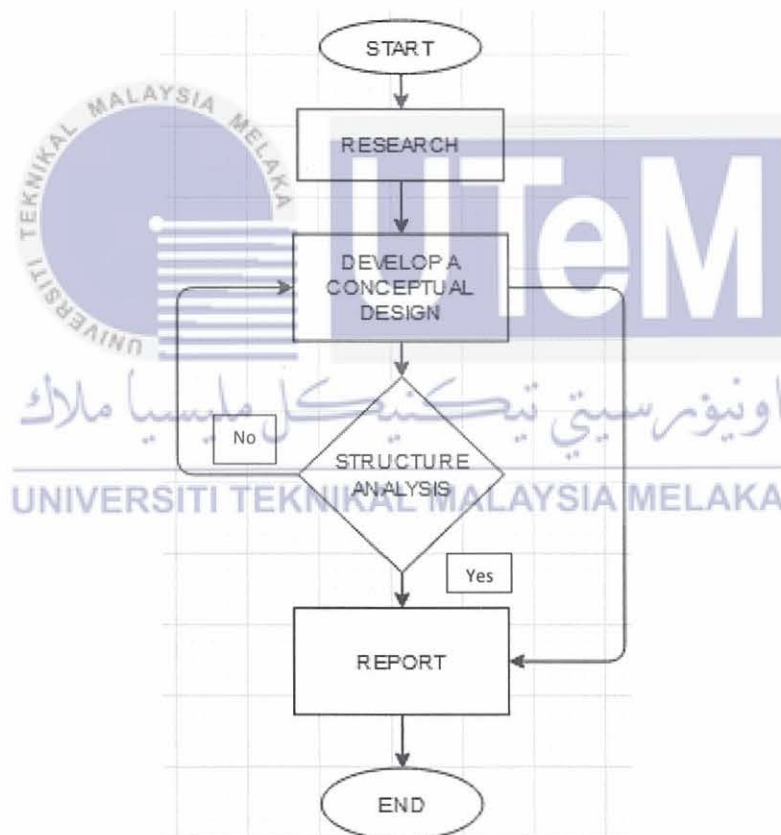 START
UNIVERSITI TEKNIKAL MALAYSIA MELAKA
RESEARCH
UTeM
DEVELOP A
CONCEPTUAL
DESIGN
اونيۏرسيتي تيكنيكل مليسيا ملاك
No
STRUCTURE
ANALYSIS
UNIVERSITI TEKNIKAL MALAYSIA MELAKA
Yes
REPORT
END